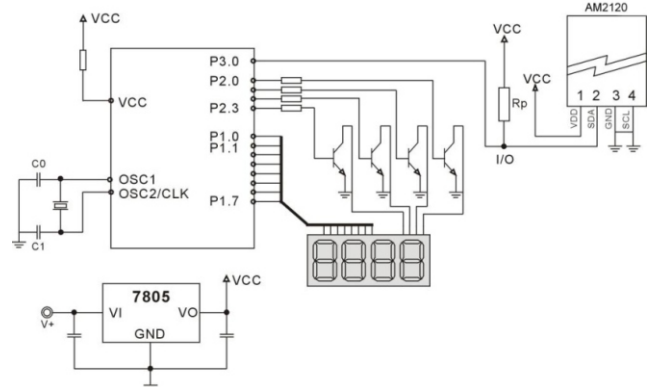 AM2120
VCC
VCC
P3.0
P2.0
VCC
Rp
VCC
P2.3
1 2 3 4
VDD
SDA
GND
SCL
P1.0
P1.1
I/O
C0
OSC1
OSC2/CLK
P1.7
C1
VCC
7805
V+
VI
VO
GND